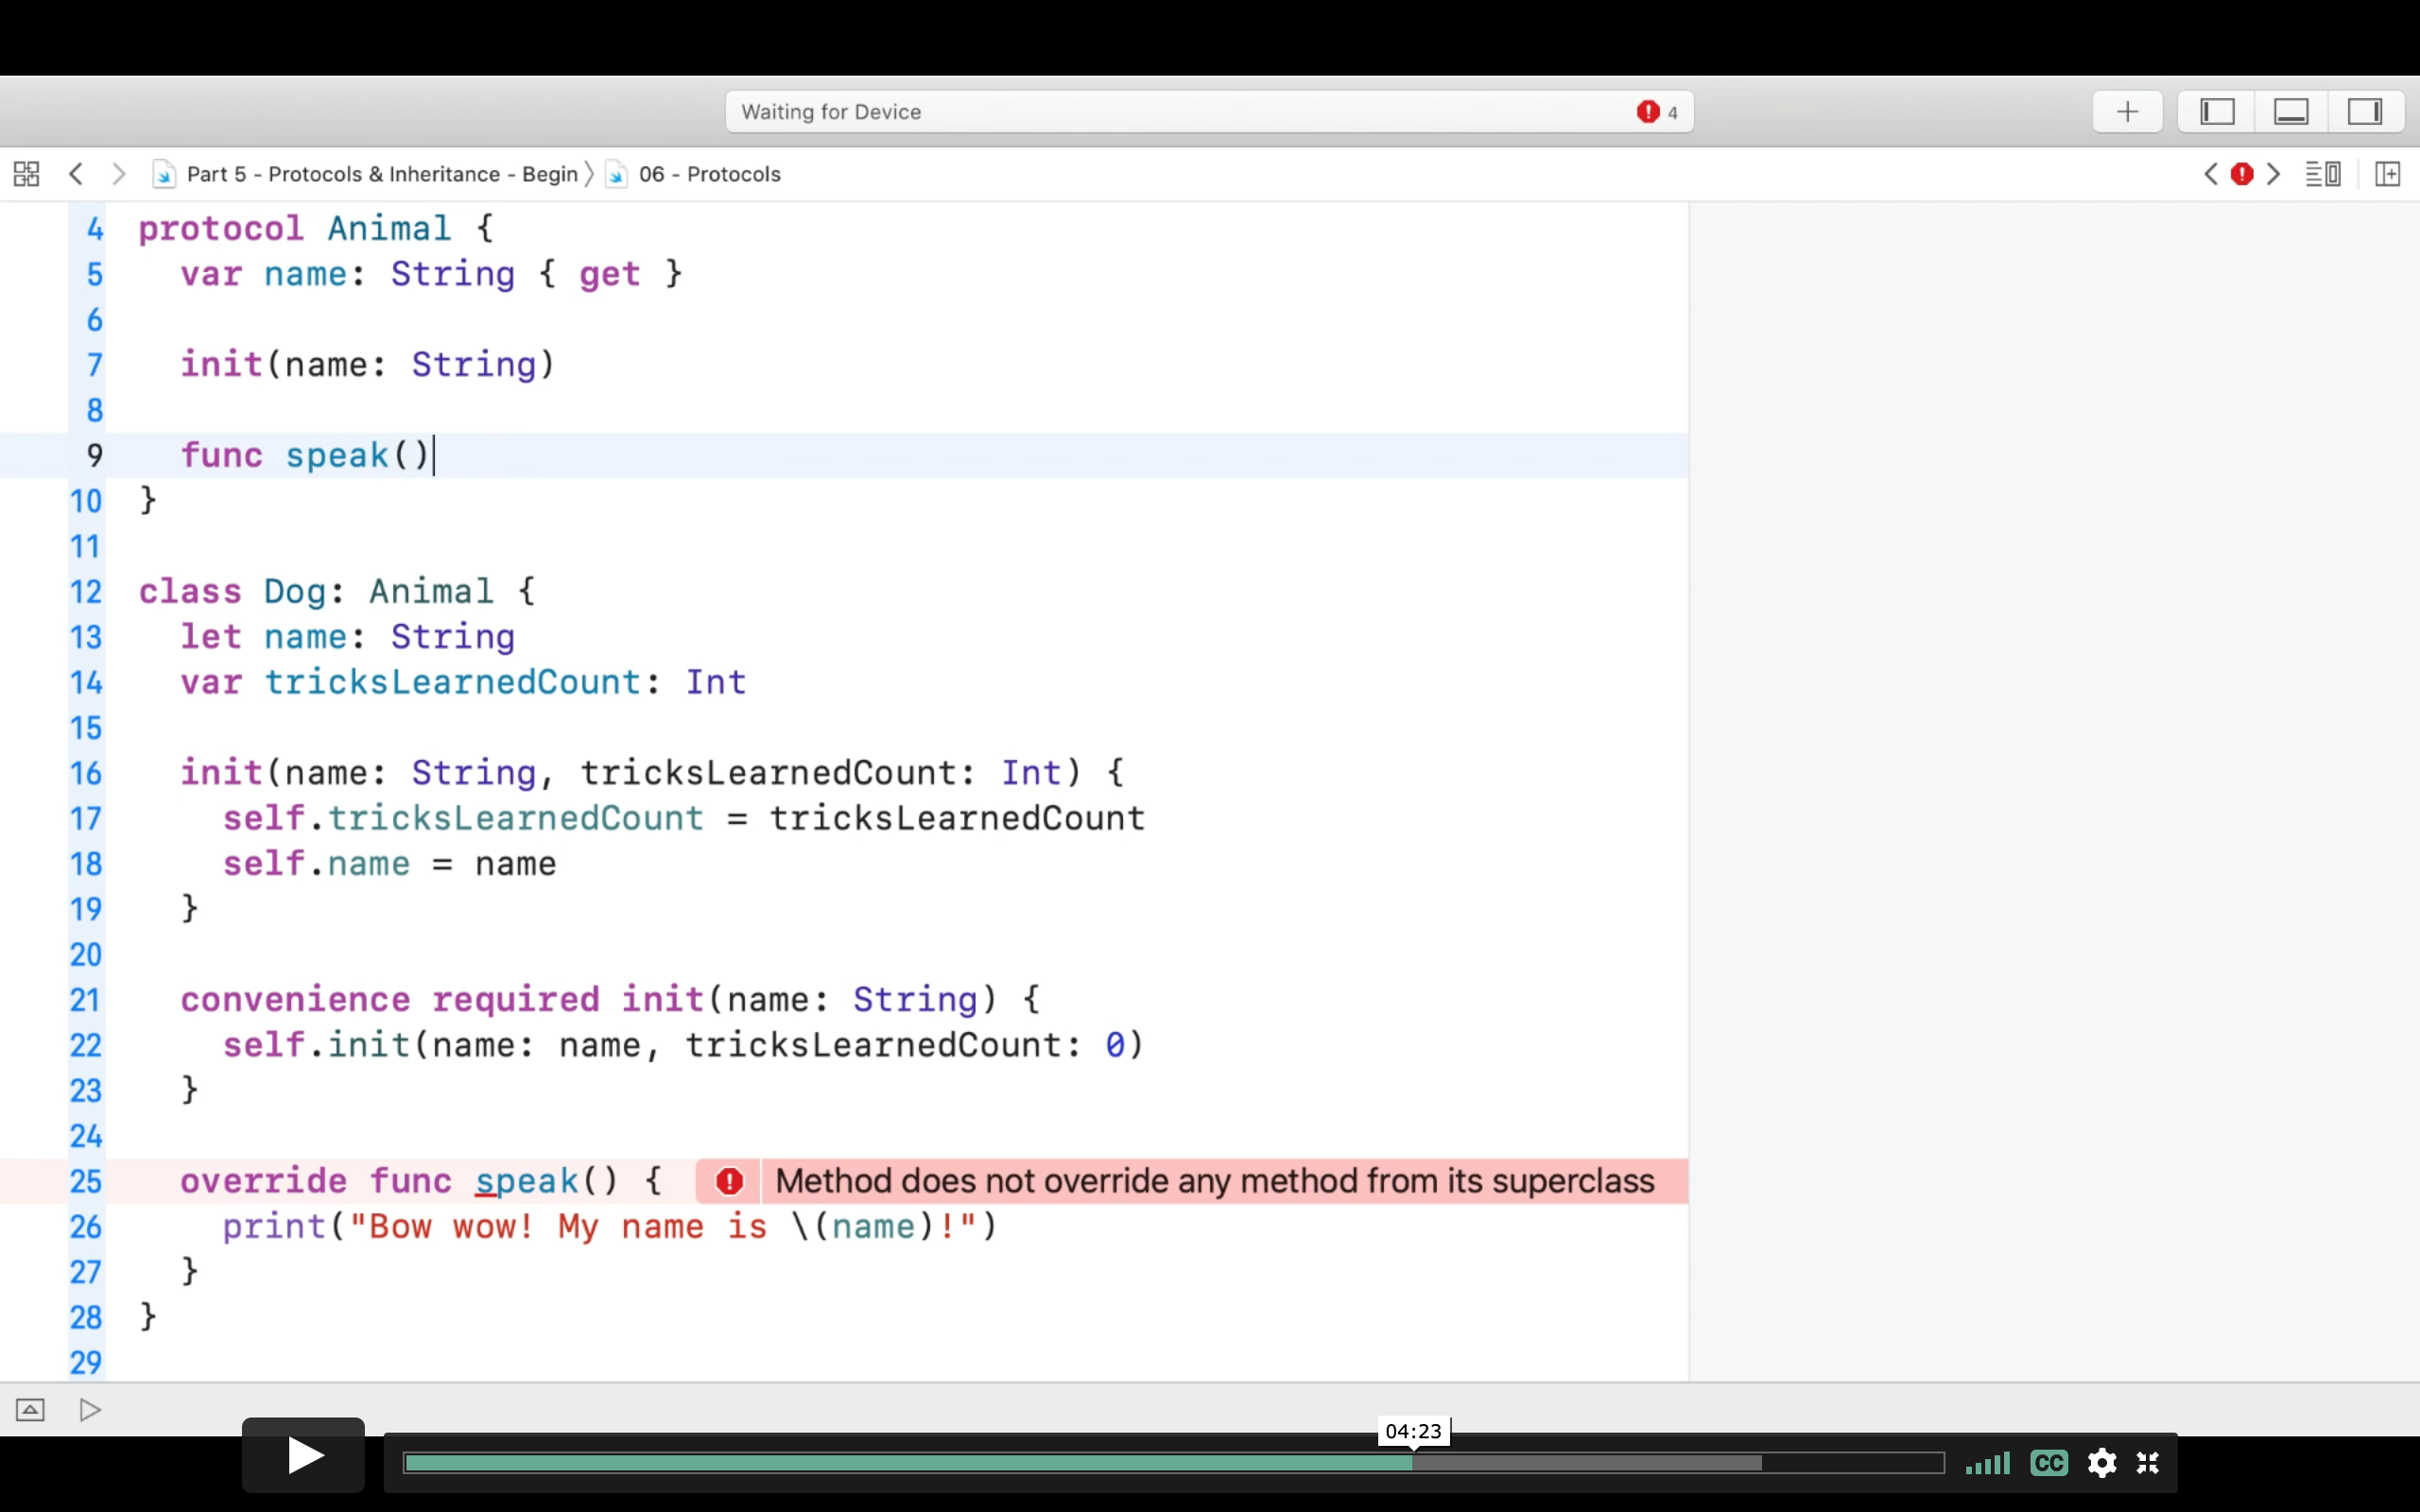 Waiting for Device 4
Part 5 - Protocols & Inheritance - Begin 06 - Protocols
4 protocol Animal {
5 var name: String { get }
6
7 init(name: String)
8
9 func speak()
10 }
11
12 class Dog: Animal {
13 let name: String
14 var tricksLearnedCount: Int
15
16 init(name: String, tricksLearnedCount: Int) {
17 self.tricksLearnedCount = tricksLearnedCount
18 self.name = name
19 }
20
21 convenience required init(name: String) {
22 self.init(name: name, tricksLearnedCount: 0)
23 }
24
25 override func speak() { Method does not override any method from its superclass
26 print("Bow wow! My name is \(name)!")
27 }
28 }
29
04:23
CC